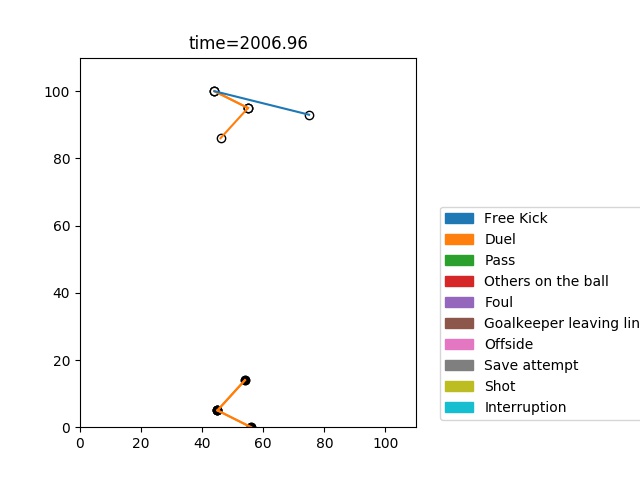 time=2006.96
100
80
60
40
20
0
0 20 40 60 80 100
Free Kick
Duel
Pass
Others on the ball
Foul
Goalkeeper leaving lin
Offside
Save attempt
Shot
Interruption